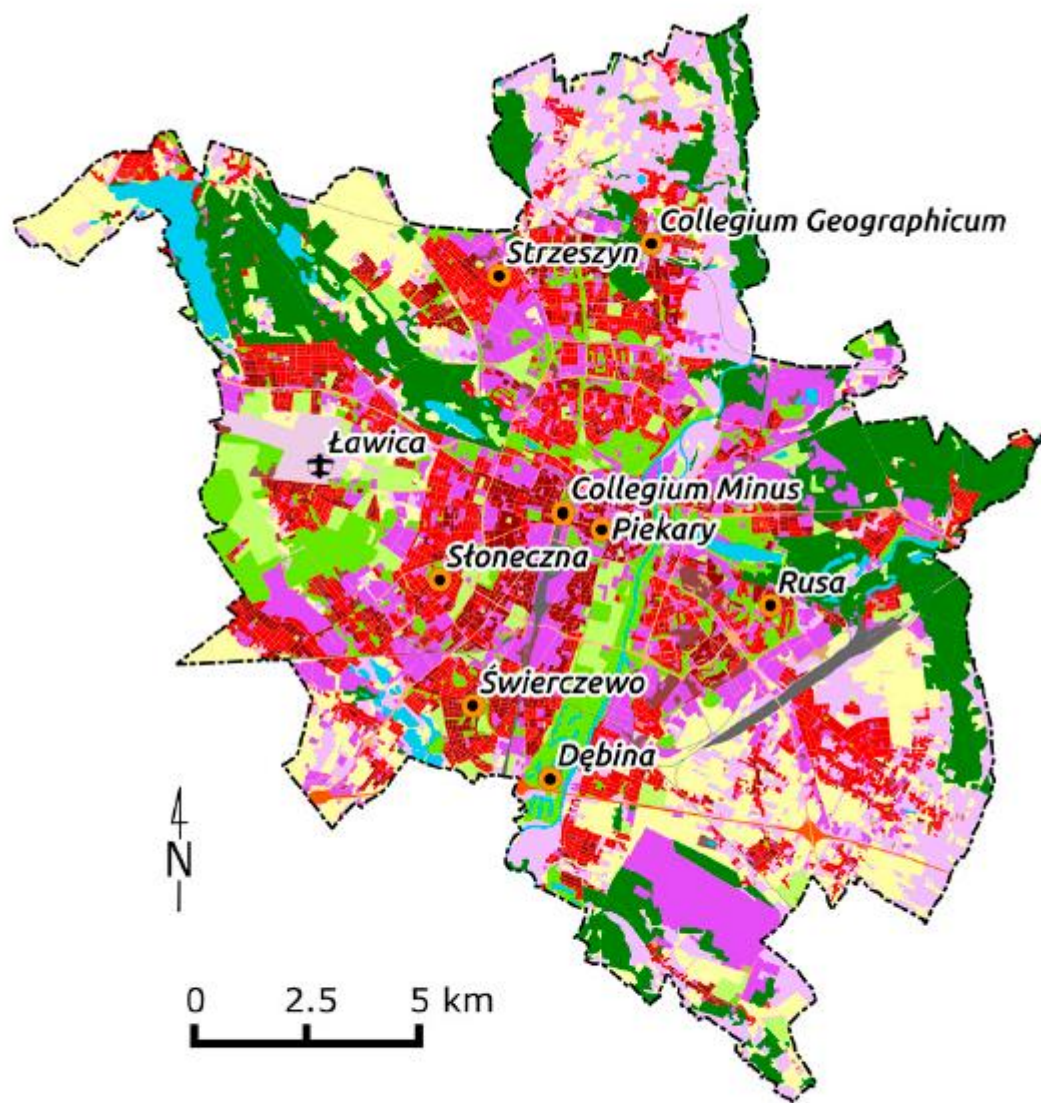 Collegium Geographicum
Strzeszyn
Ławica
Collegium Minus
Piekary
Słoneczna
Rusa
Świerczewo
Dębina
N
0 2.5 5 km